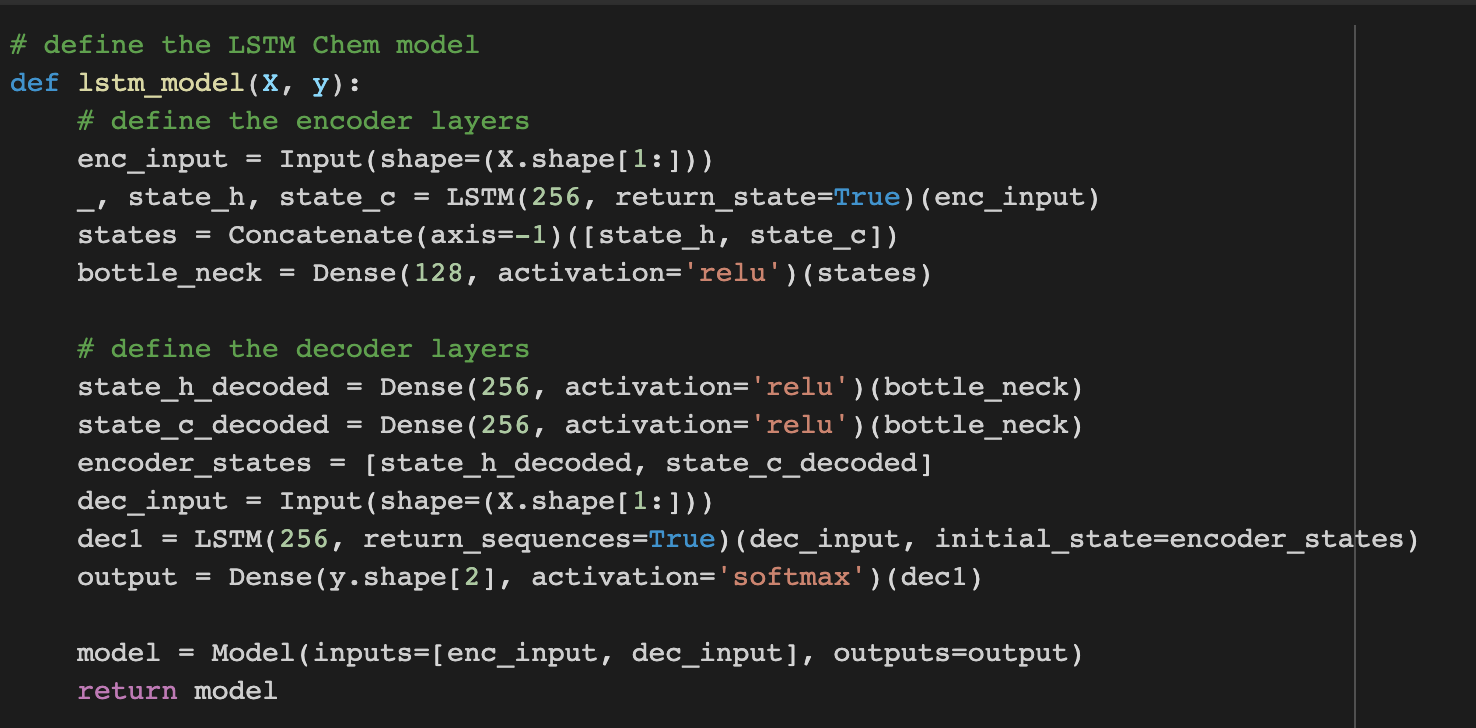 # define the LSTM Chem model
def lstm_model(X, y):
    # define the encoder layers
    enc_input = Input(shape=(X.shape[1:]))
    _, state_h, state_c = LSTM(256, return_state=True)(enc_input)
    states = Concatenate(axis=-1)([state_h, state_c])
    bottle_neck = Dense(128, activation='relu')(states)

    # define the decoder layers
    state_h_decoded = Dense(256, activation='relu')(bottle_neck)
    state_c_decoded = Dense(256, activation='relu')(bottle_neck)
    encoder_states = [state_h_decoded, state_c_decoded]
    dec_input = Input(shape=(X.shape[1:]))
    dec1 = LSTM(256, return_sequences=True)(dec_input, initial_state=encoder_states)
    output = Dense(y.shape[2], activation='softmax')(dec1)

    model = Model(inputs=[enc_input, dec_input], outputs=output)
    return model